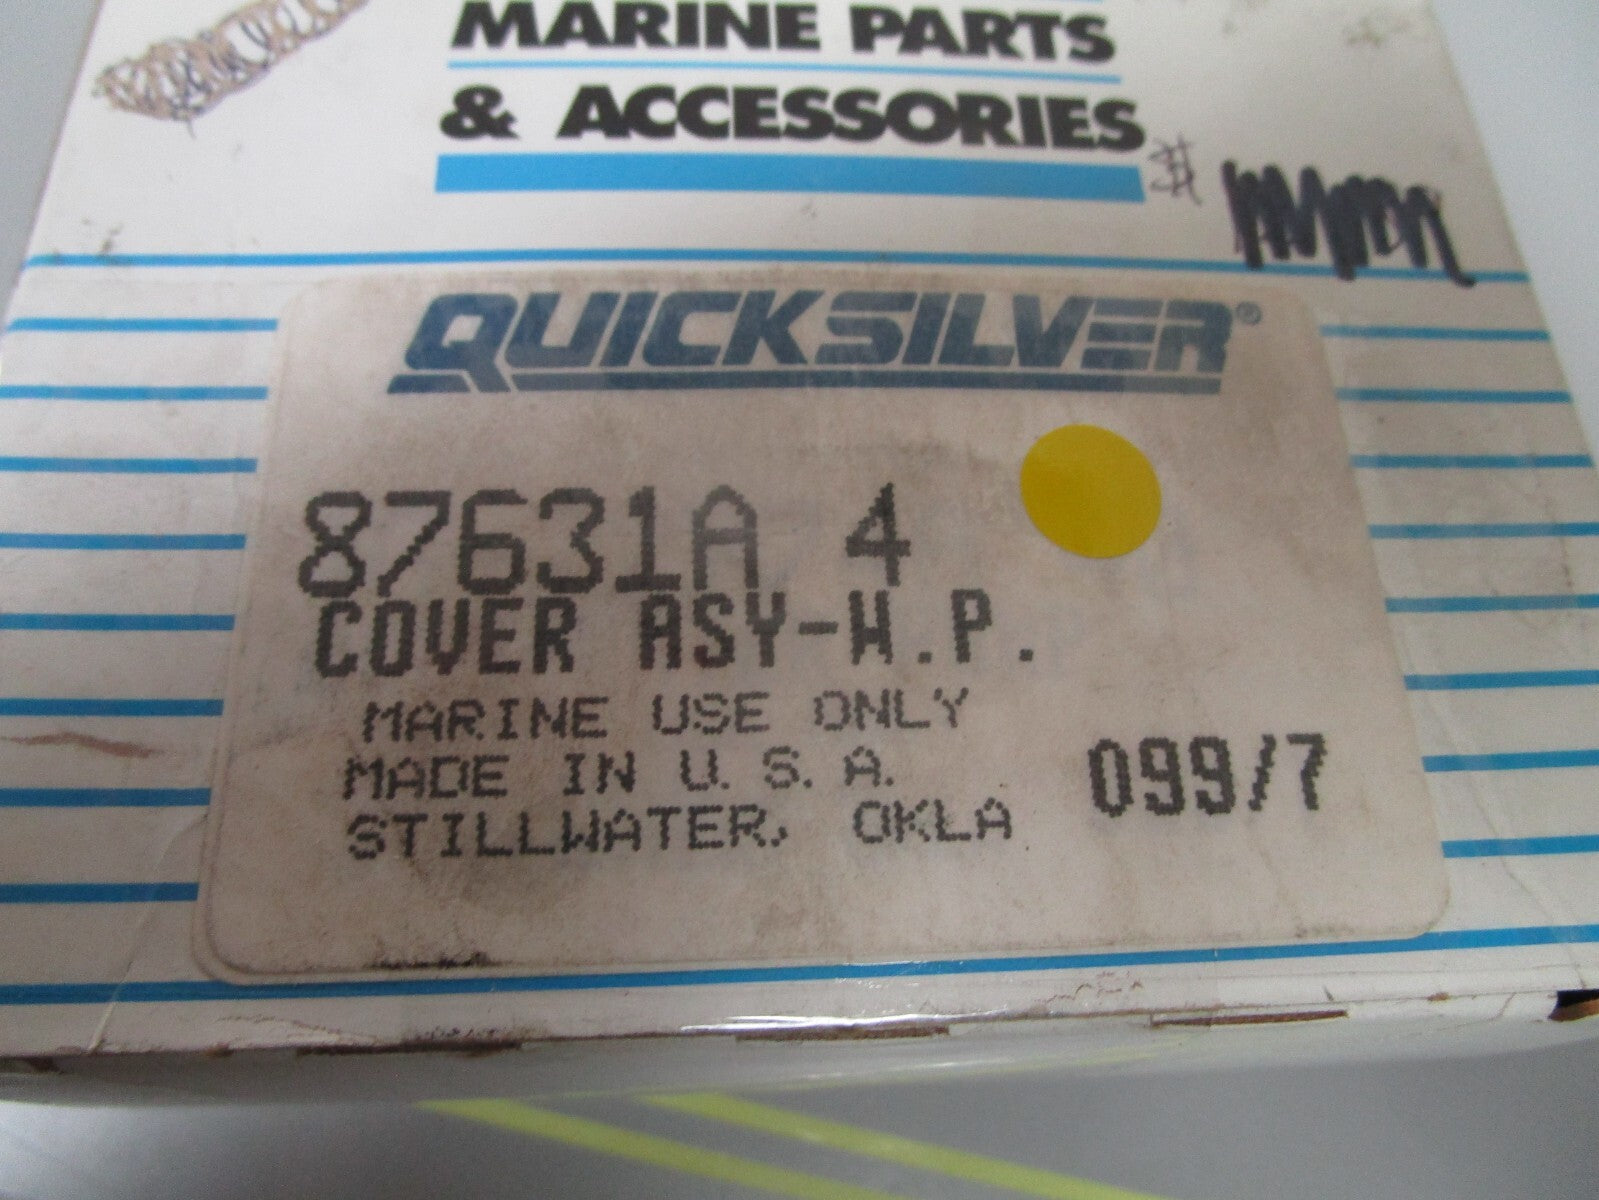 MARINE PARTS
& ACCESSORIES
$
QUICKSILVER®
87631A 4
COVER ASY-W.P.
MARINE USE ONLY
MADE IN U.S.A.
STILLWATER, OKLA
099/7